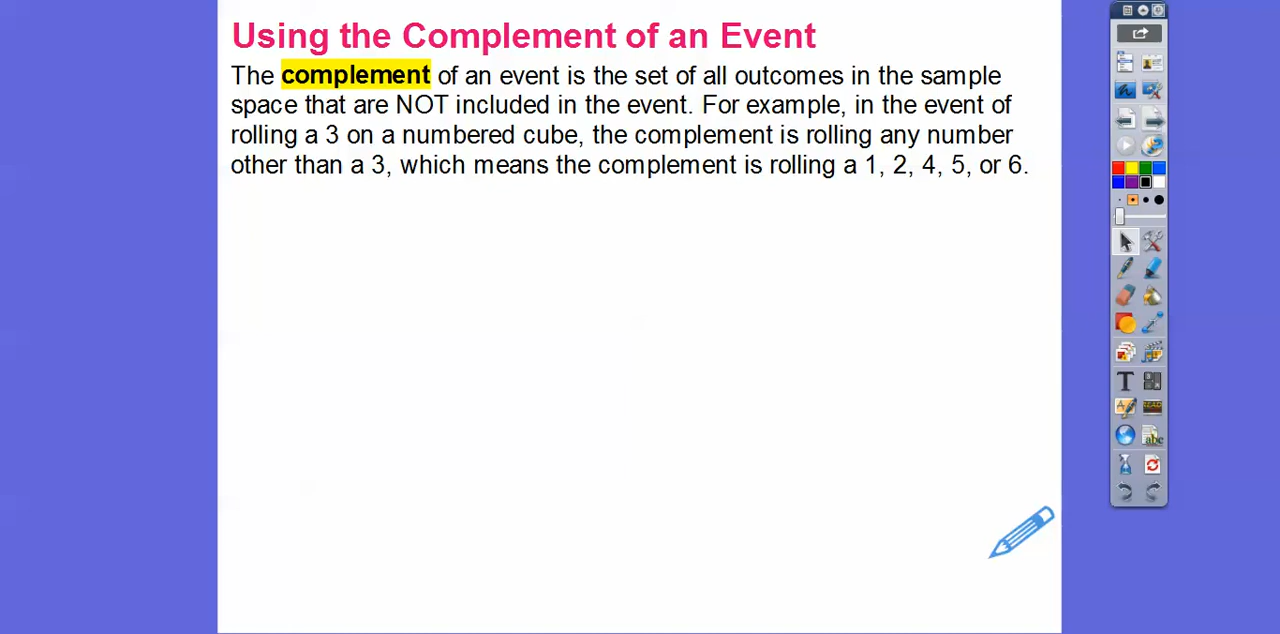 Using the Complement of an Event
The complement of an event is the set of all outcomes in the sample
space that are NOT included in the event. For example, in the event of
rolling a 3 on a numbered cube, the complement is rolling any number
other than a 3, which means the complement is rolling a 1, 2, 4, 5, or 6.